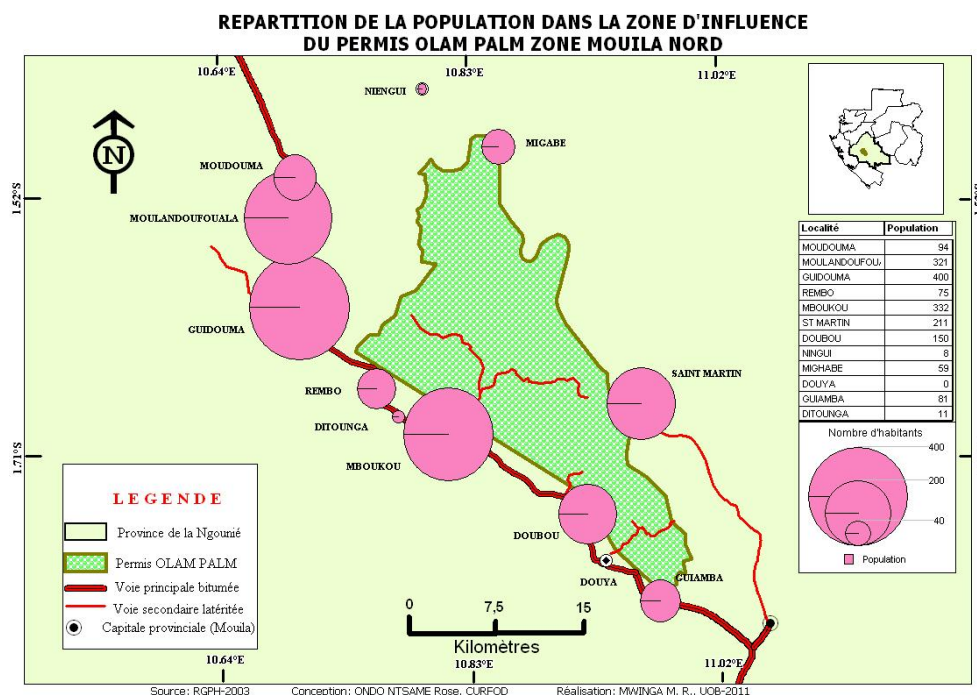 REPARTITION DE LA POPULATION DANS LA ZONE D'INFLUENCE
DU PERMIS OLAM PALM ZONE MOUILA NORD
10.64°E
10.83°E
11.02°E
NIENGUI
MIGABE
MOUDOUMA
MOULANDOUFOUALA
1.52°S
GUIDOUMA
REMBO
DITOUNGA
MBOUKOU
SAINT MARTIN
DOUBOU
DOUYA
GUIAMBA
1.71°S
Localité Population
MOUDOUMA 94
MOULANDOUFOU 321
GUIDOUMA 400
REMBO 75
MBOUKOU 332
ST MARTIN 211
DOUBOU 150
NINGUI 8
MIGHABE 59
DOUYA 0
GUIAMBA 81
DITOUNGA 11
Nombre d'habitants
400
200
40
Population
LEGENDE
Province de la Ngounié
Permis OLAM PALM
Voie principale bitumée
Voie secondaire latéritée
Capitale provinciale (Mouila)
N
0 7,5 15
Kilomètres
10.64°E
10.83°E
11.02°E
Source: RGPH-2003 Conception: ONDO NTSAME Rose, CURFOD Réalisation: MWINGA M. R., UOB-2011